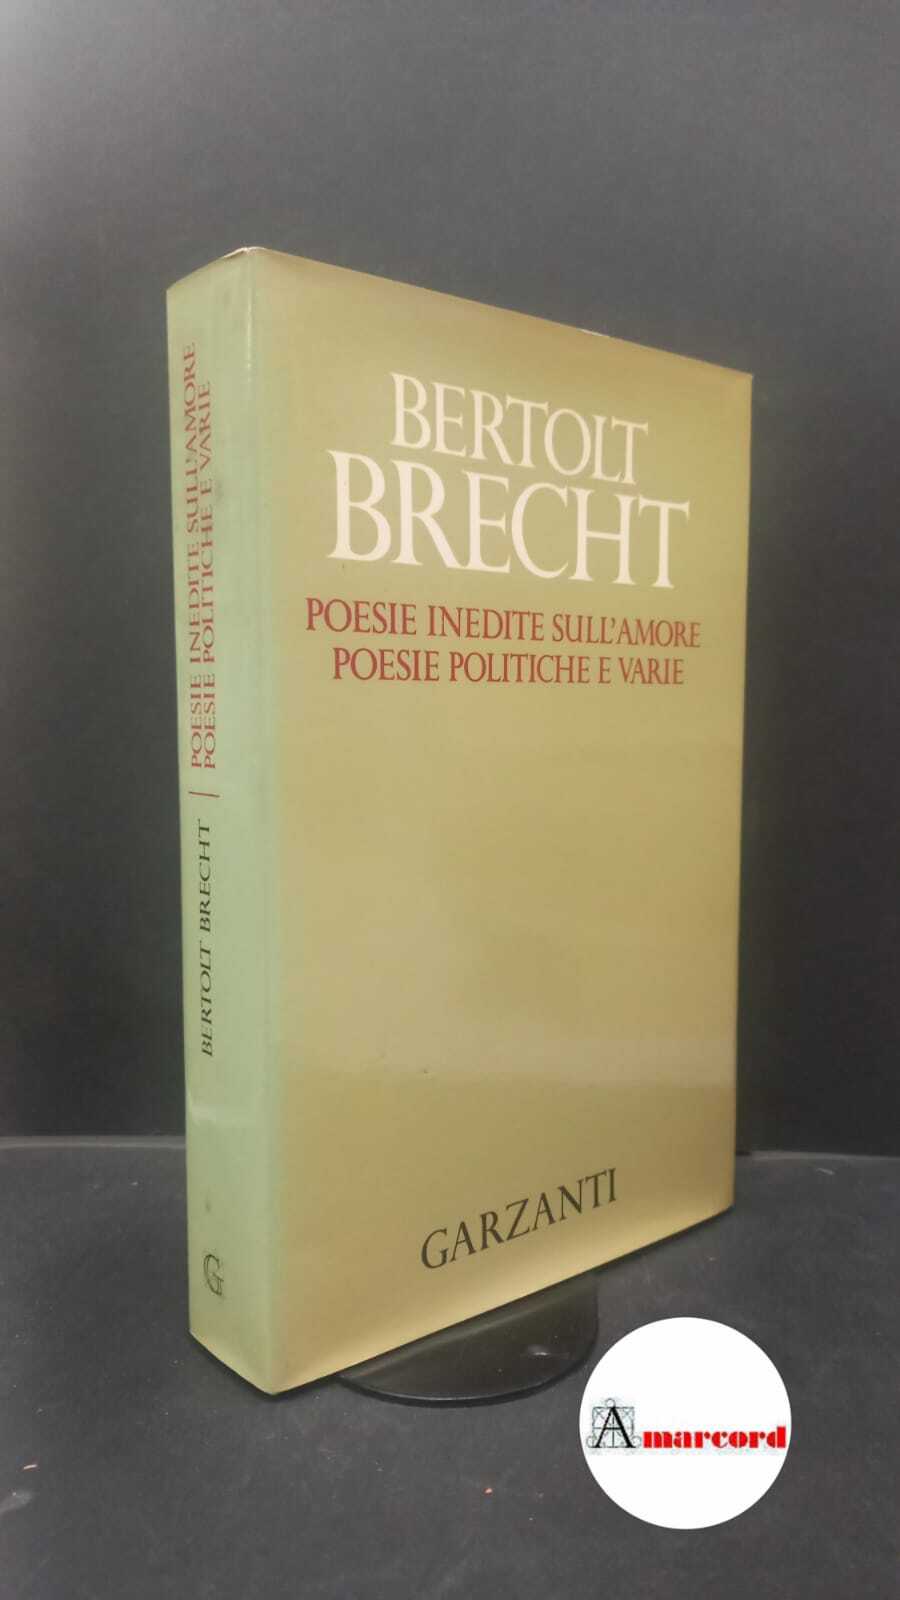 BERTOLT
BRECHT
POESIE INEDITE SULL'AMORE
POESIE POLITICHE E VARIE
GARZANTI
POESIE INEDITE SULL'AMORE
POESIE POLITICHE E VARIE
BERTOLT BRECHT
G
Amarcord